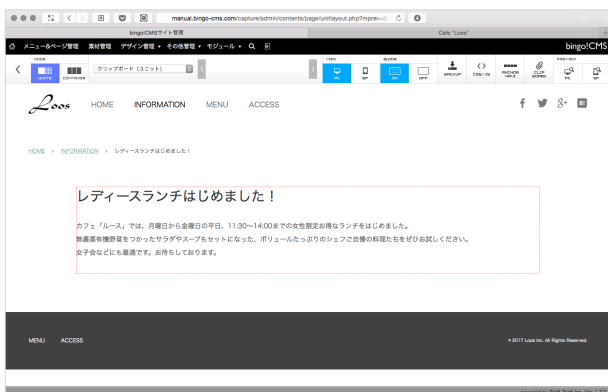 manual.bingo-cms.com/capture/admin/contents/page/unitlayout.php?mprev=
bingo!CMSサイト管理
Cafe "Loos"
メニュー&ページ管理 素材管理 デザイン管理 その他管理 モジュール
bingo!CMS
VIEW
PREVIEW
UNITE CONTAINER
クリップボード (ユニット)
PC SP ON OFF BACKUP CSS/JS ANCHOR NAVI CLIP BOARD PC SP
Loos HOME INFORMATION MENU ACCESS
HOME › INFORMATION › レディースランチはじめました!
レディースランチはじめました!
カフェ「ルース」では、月曜日から金曜日の平日、11:30〜14:00までの女性限定お得なランチをはじめました。
無農薬有機野菜をつかったサラダやスープもセットになった、ボリュームたっぷりのシェフご自慢の料理たちをぜひお試しください。
女子会などにも最適です。お待ちしております。
MENU ACCESS
© 2017 Loos Inc. All Rights Reserved.